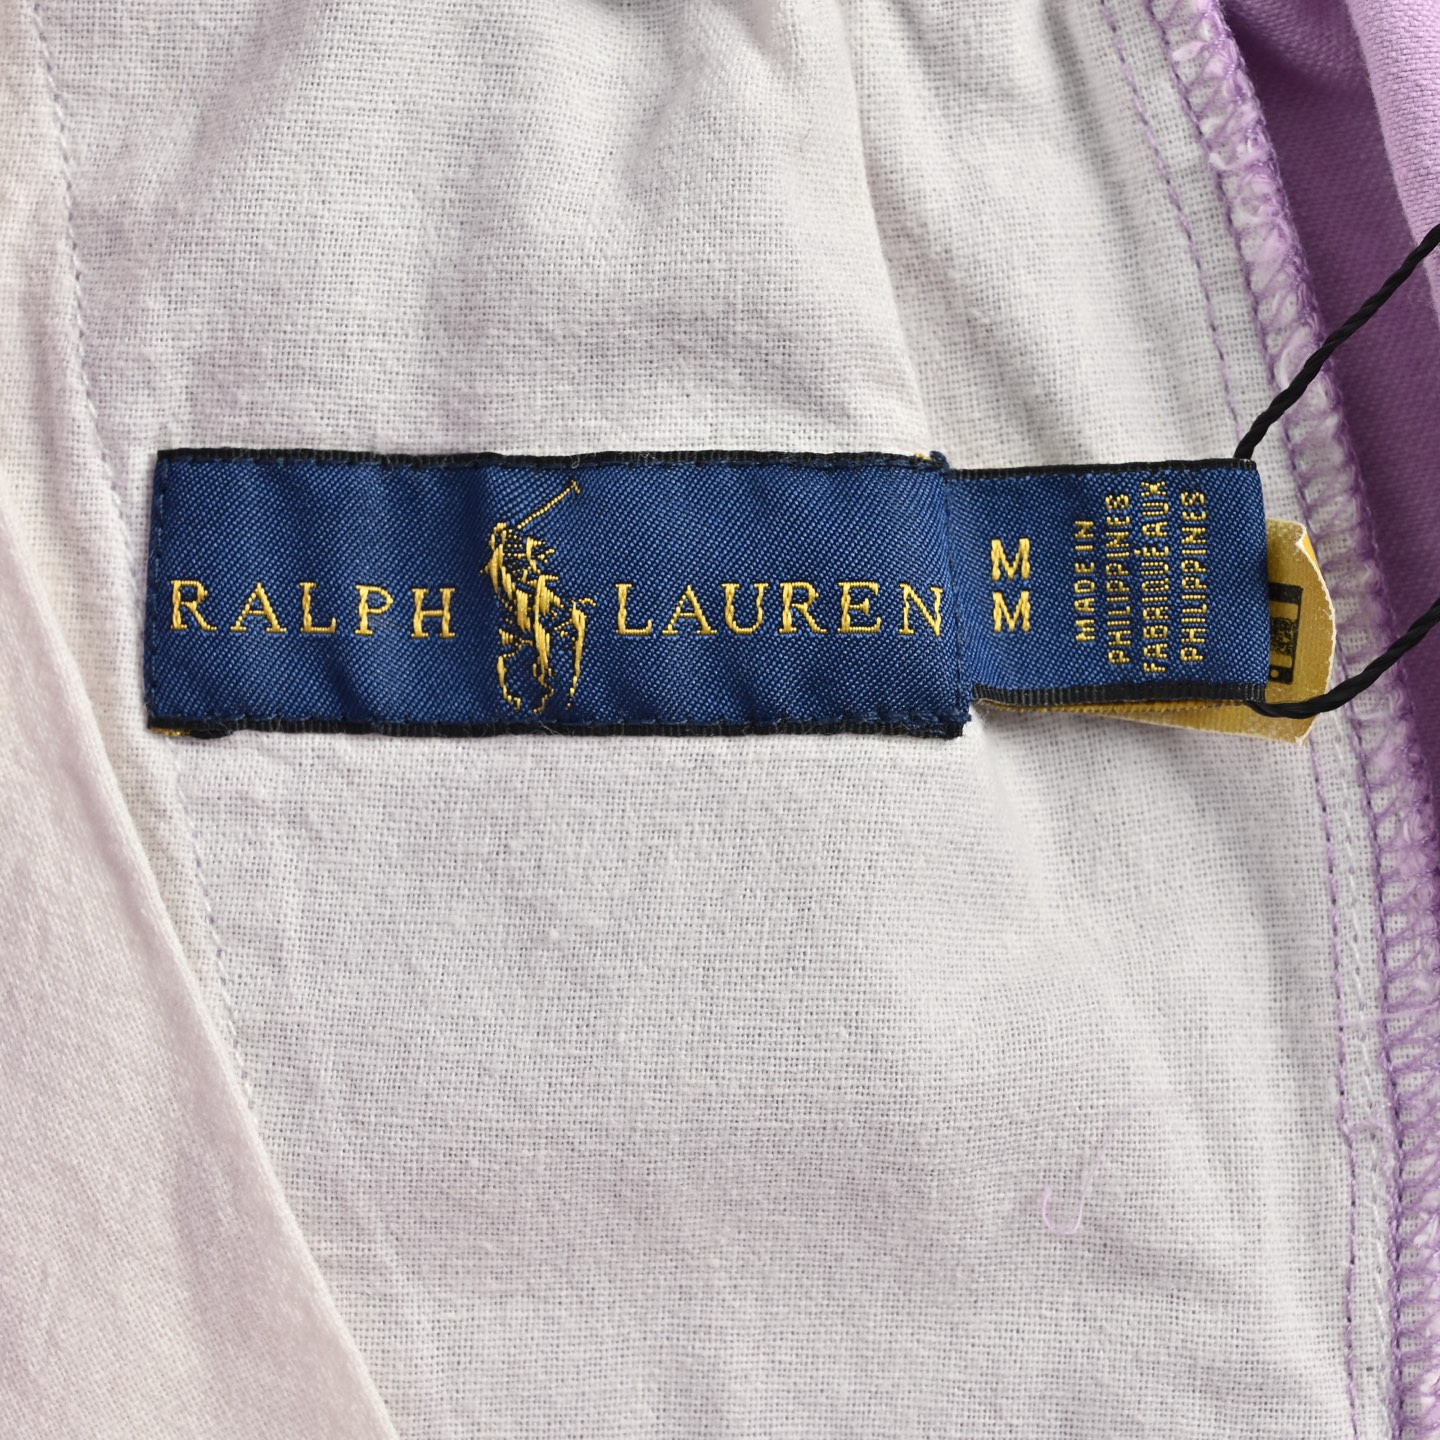 RALPH LAUREN
M
M
MADE IN
PHILIPPINES
FABRIQUÉ AUX
PHILIPPINES